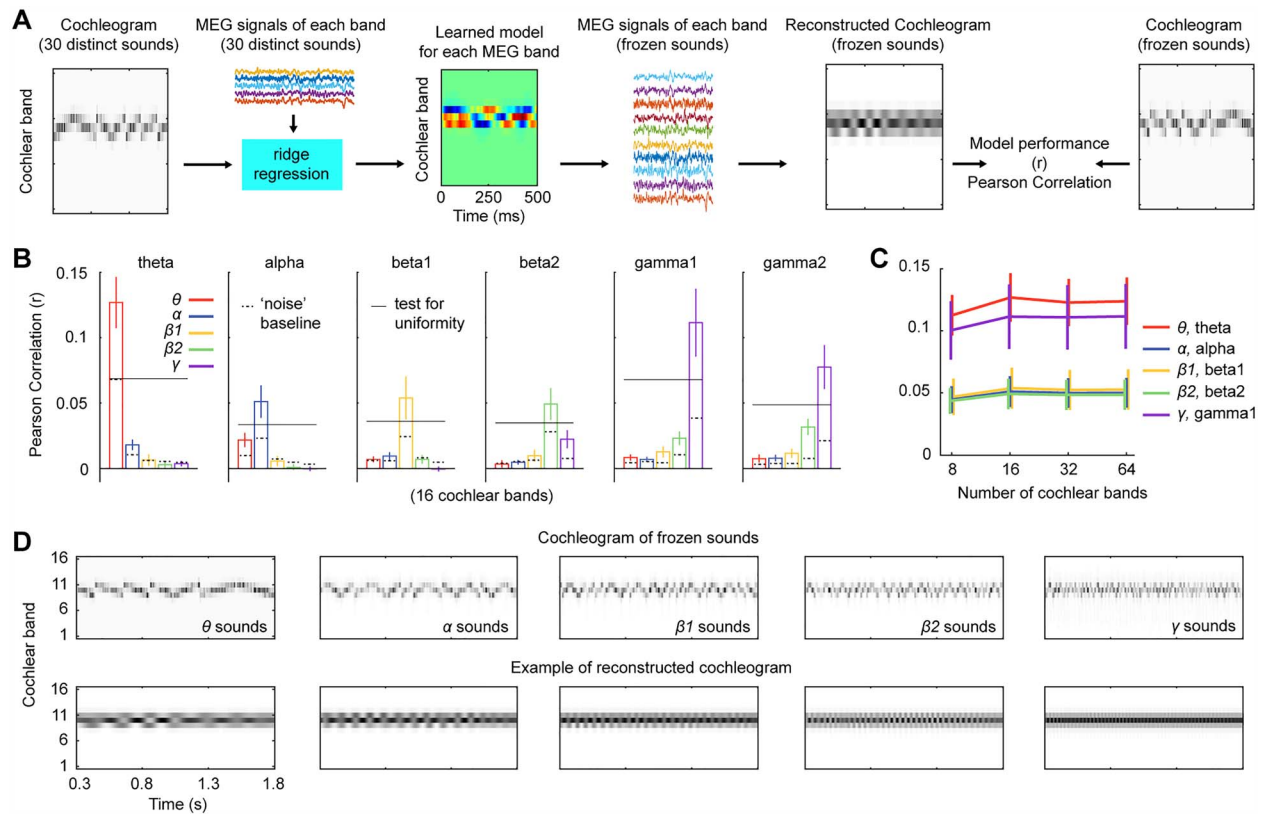 A
Cochleogram
(30 distinct sounds)
MEG signals of each band
(30 distinct sounds)
Learned model
for each MEG band
MEG signals of each band
(frozen sounds)
Reconstructed Cochleogram
(frozen sounds)
Cochleogram
(frozen sounds)
Cochlear band
ridge
regression
Cochlear band
0 250 500
Time (ms)
Model performance
(r)
Pearson Correlation
B
theta
alpha
beta1
beta2
gamma1
gamma2
Pearson Correlation (r)
0.15
0.1
0.05
0
θ
α
β1
β2
γ
‘noise’
baseline
test for
uniformity
(16 cochlear bands)
C
0.15
0.1
0.05
0
8 16 32 64
Number of cochlear bands
θ, theta
α, alpha
β1, beta1
β2, beta2
γ, gamma1
D
Cochleogram of frozen sounds
Cochlear band
16
11
6
1
θ sounds
α sounds
β1 sounds
β2 sounds
γ sounds
Example of reconstructed cochleogram
16
11
6
1
0.3 0.8 1.3 1.8
Time (s)